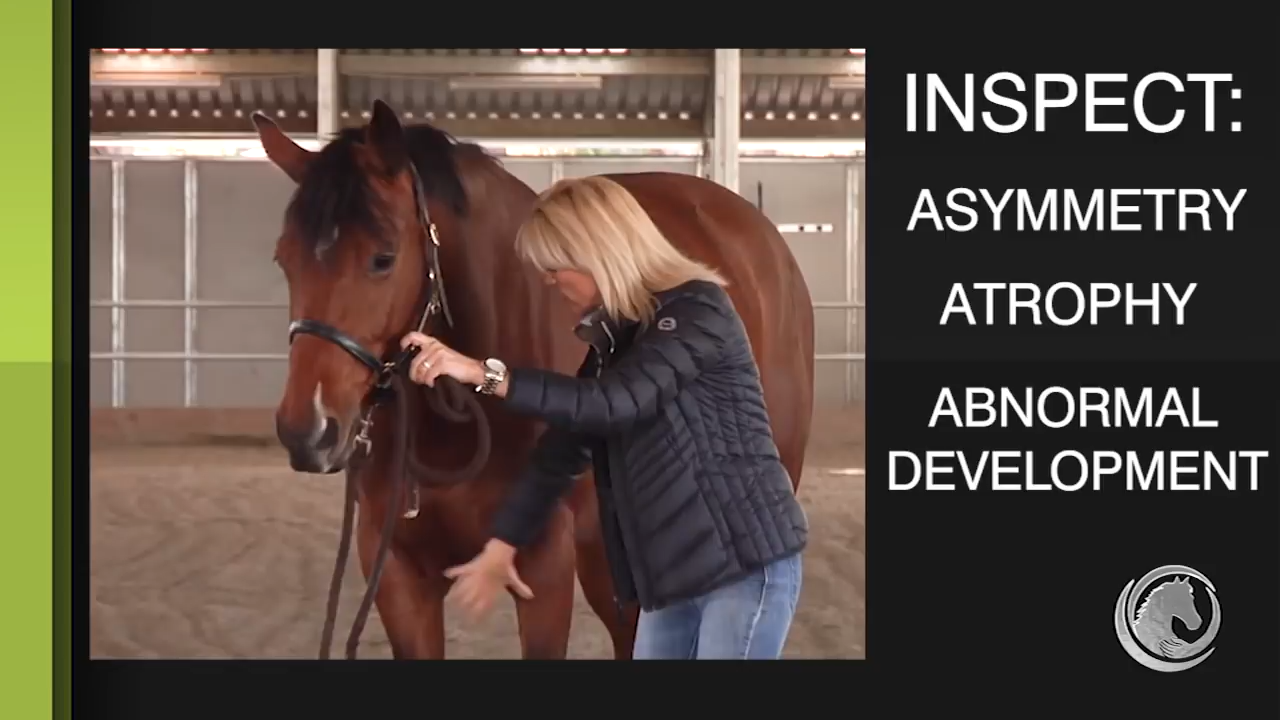 INSPECT:
ASYMMETRY
ATROPHY
ABNORMAL
DEVELOPMENT